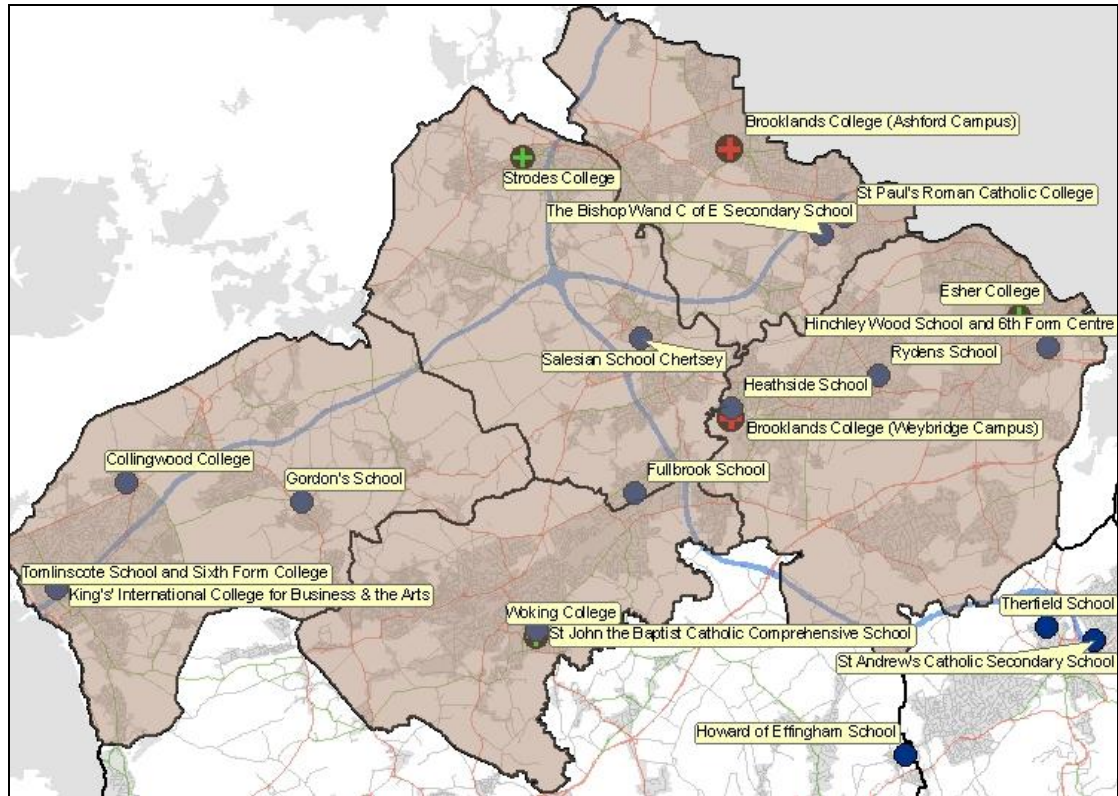 Brooklands College (Ashford Campus)
Strodes College
St Paul's Roman Catholic College
The Bishop Wand C of E Secondary School
Esher College
Hinchley Wood School and 6th Form Centre
Salesian School Chertsey
Rydens School
Heathside School
Brooklands College (Weybridge Campus)
Collingwood College
Gordon's School
Fullbrook School
Tomlinscote School and Sixth Form College
King's' International College for Business & the Arts
Woking College
St John the Baptist Catholic Comprehensive School
Therfield School
St Andrew's Catholic Secondary School
Howard of Effingham School